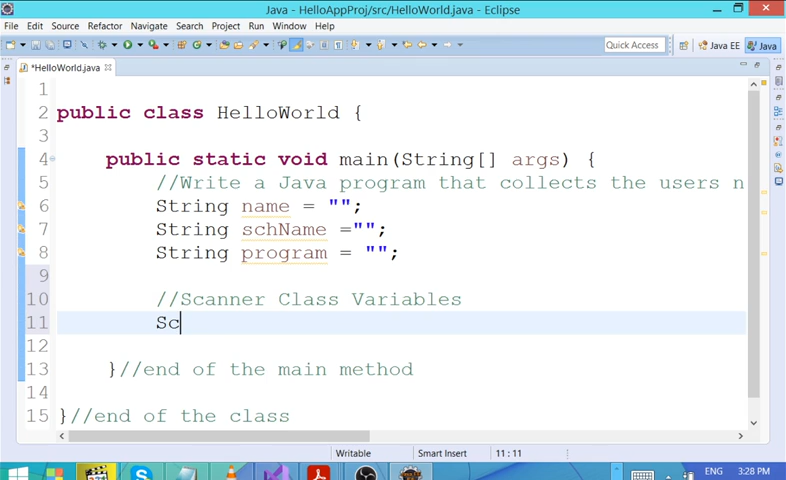 Java - HelloAppProj/src/HelloWorld.java - Eclipse
File Edit Source Refactor Navigate Search Project Run Window Help
Quick Access Java EE Java
*HelloWorld.java
1
2 public class HelloWorld {
3
4 public static void main(String[] args) {
5 //Write a Java program that collects the users n
6 String name = "";
7 String schName ="";
8 String program = "";
9
10 //Scanner Class Variables
11 Sc
12
13 }//end of the main method
14
15 }//end of the class
Writable Smart Insert 11 : 11
ENG 3:28 PM